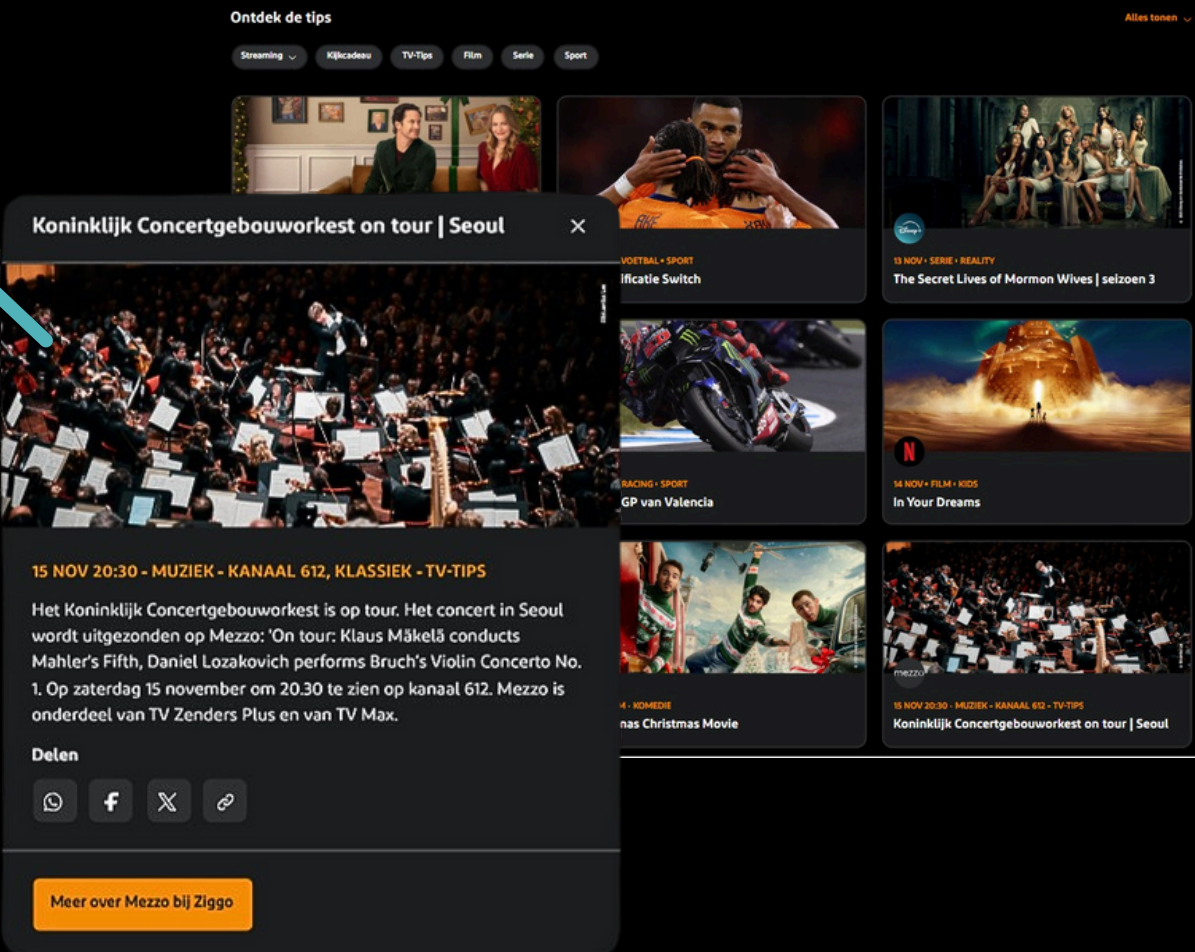 Ontdek de tips
Alles tonen
Streaming
Kijkcadeau
TV-Tips
Film
Serie
Sport
AKE
VOETBAL • SPORT
ificatie Switch
Disney+
13 NOV • SERIE • REALITY
The Secret Lives of Mormon Wives | seizoen 3
RACING • SPORT
GP van Valencia
N
14 NOV • FILM • KIDS
In Your Dreams
M - KOMEDIE
nas Christmas Movie
mezzo
15 NOV 20:30 - MUZIEK - KANAAL 612 - TV-TIPS
Koninklijk Concertgebouworkest on tour | Seoul
Koninklijk Concertgebouworkest on tour | Seoul
15 NOV 20:30 - MUZIEK - KANAAL 612, KLASSIEK - TV-TIPS
Het Koninklijk Concertgebouworkest is op tour. Het concert in Seoul
wordt uitgezonden op Mezzo: 'On tour: Klaus Mäkelä conducts
Mahler's Fifth, Daniel Lozakovich performs Bruch's Violin Concerto No.
1. Op zaterdag 15 november om 20.30 te zien op kanaal 612. Mezzo is
onderdeel van TV Zenders Plus en van TV Max.
Delen
Meer over Mezzo bij Ziggo